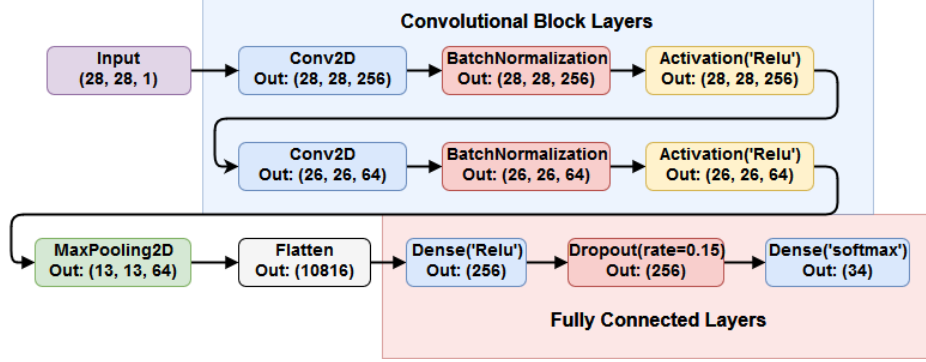 Convolutional Block Layers
Input
(28, 28, 1)
Conv2D
Out: (28, 28, 256)
BatchNormalization
Out: (28, 28, 256)
Activation('Relu')
Out: (28, 28, 256)
Conv2D
Out: (26, 26, 64)
BatchNormalization
Out: (26, 26, 64)
Activation('Relu')
Out: (26, 26, 64)
MaxPooling2D
Out: (13, 13, 64)
Flatten
Out: (10816)
Dense('Relu')
Out: (256)
Dropout(rate=0.15)
Out: (256)
Dense('softmax')
Out: (34)
Fully Connected Layers